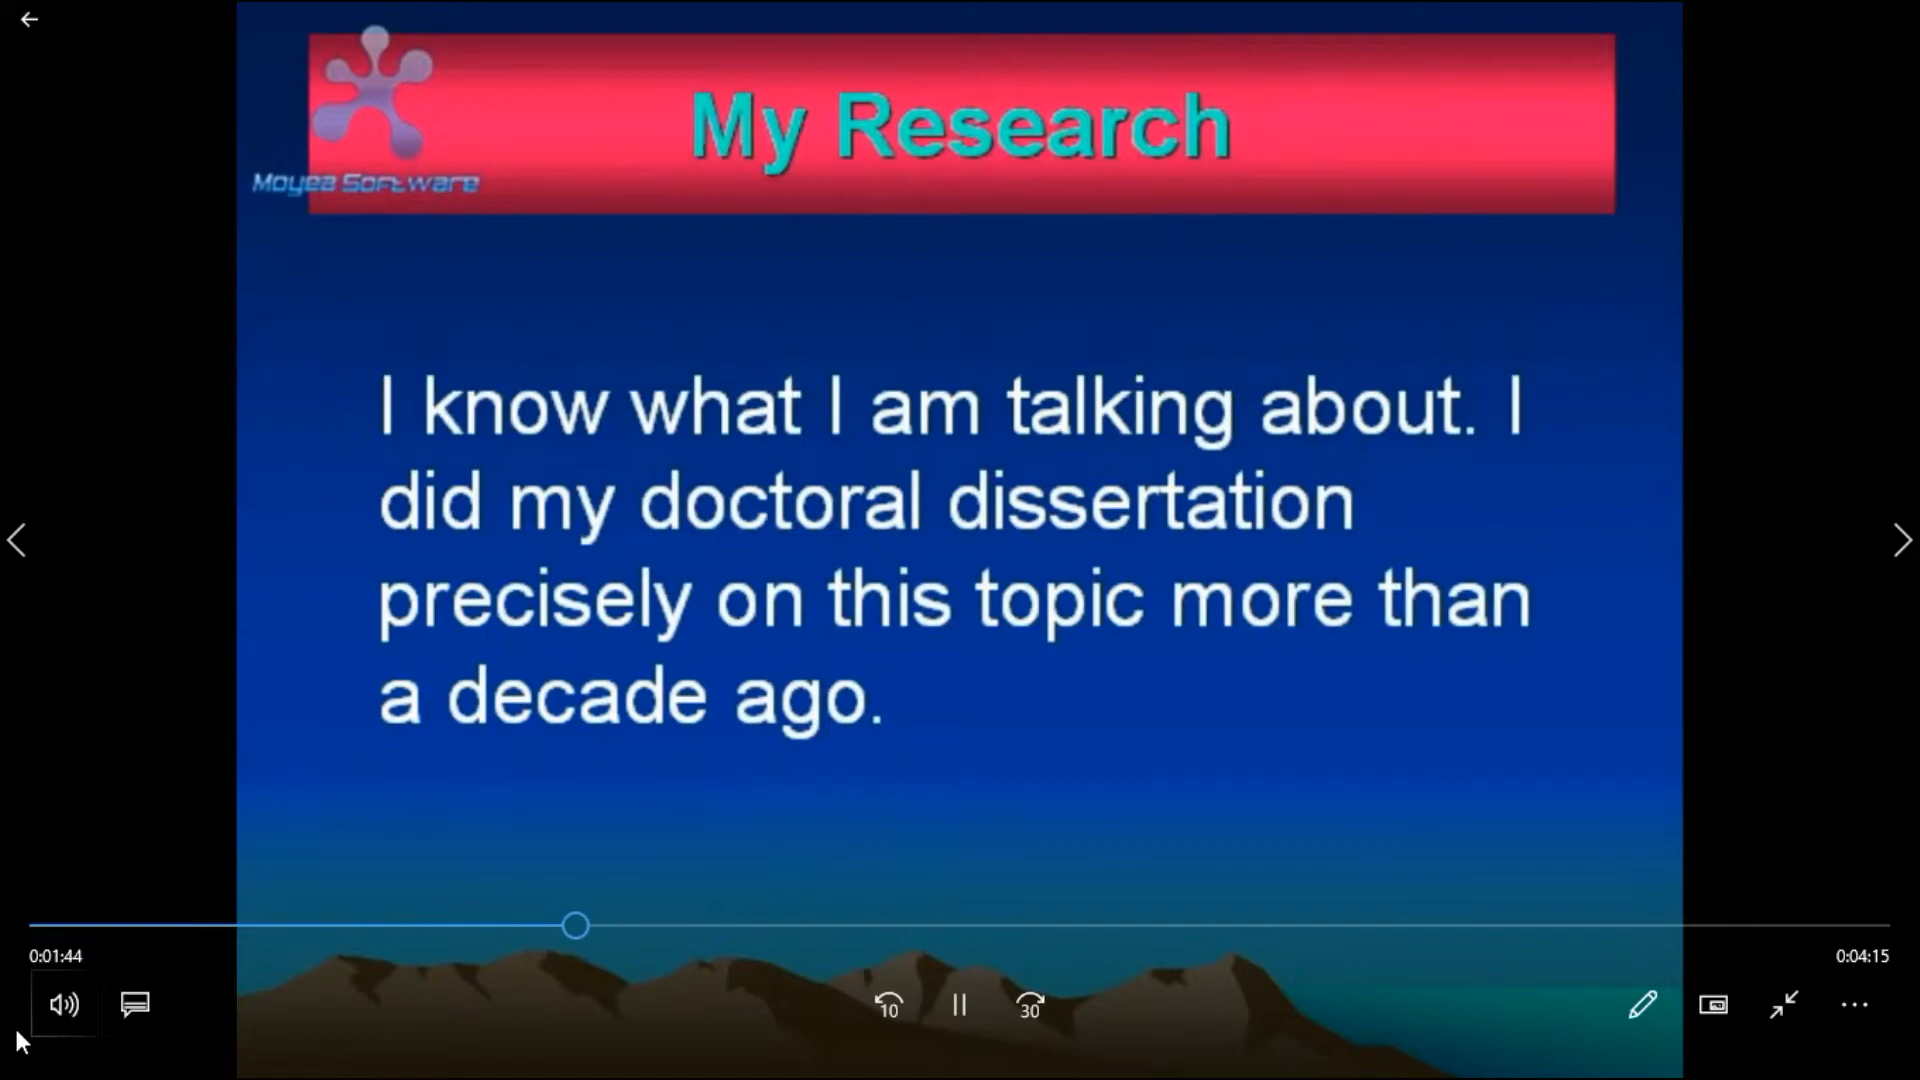 My Research
Moyea Software
I know what I am talking about. I
did my doctoral dissertation
precisely on this topic more than
a decade ago.
0:01:44
0:04:15
10
30